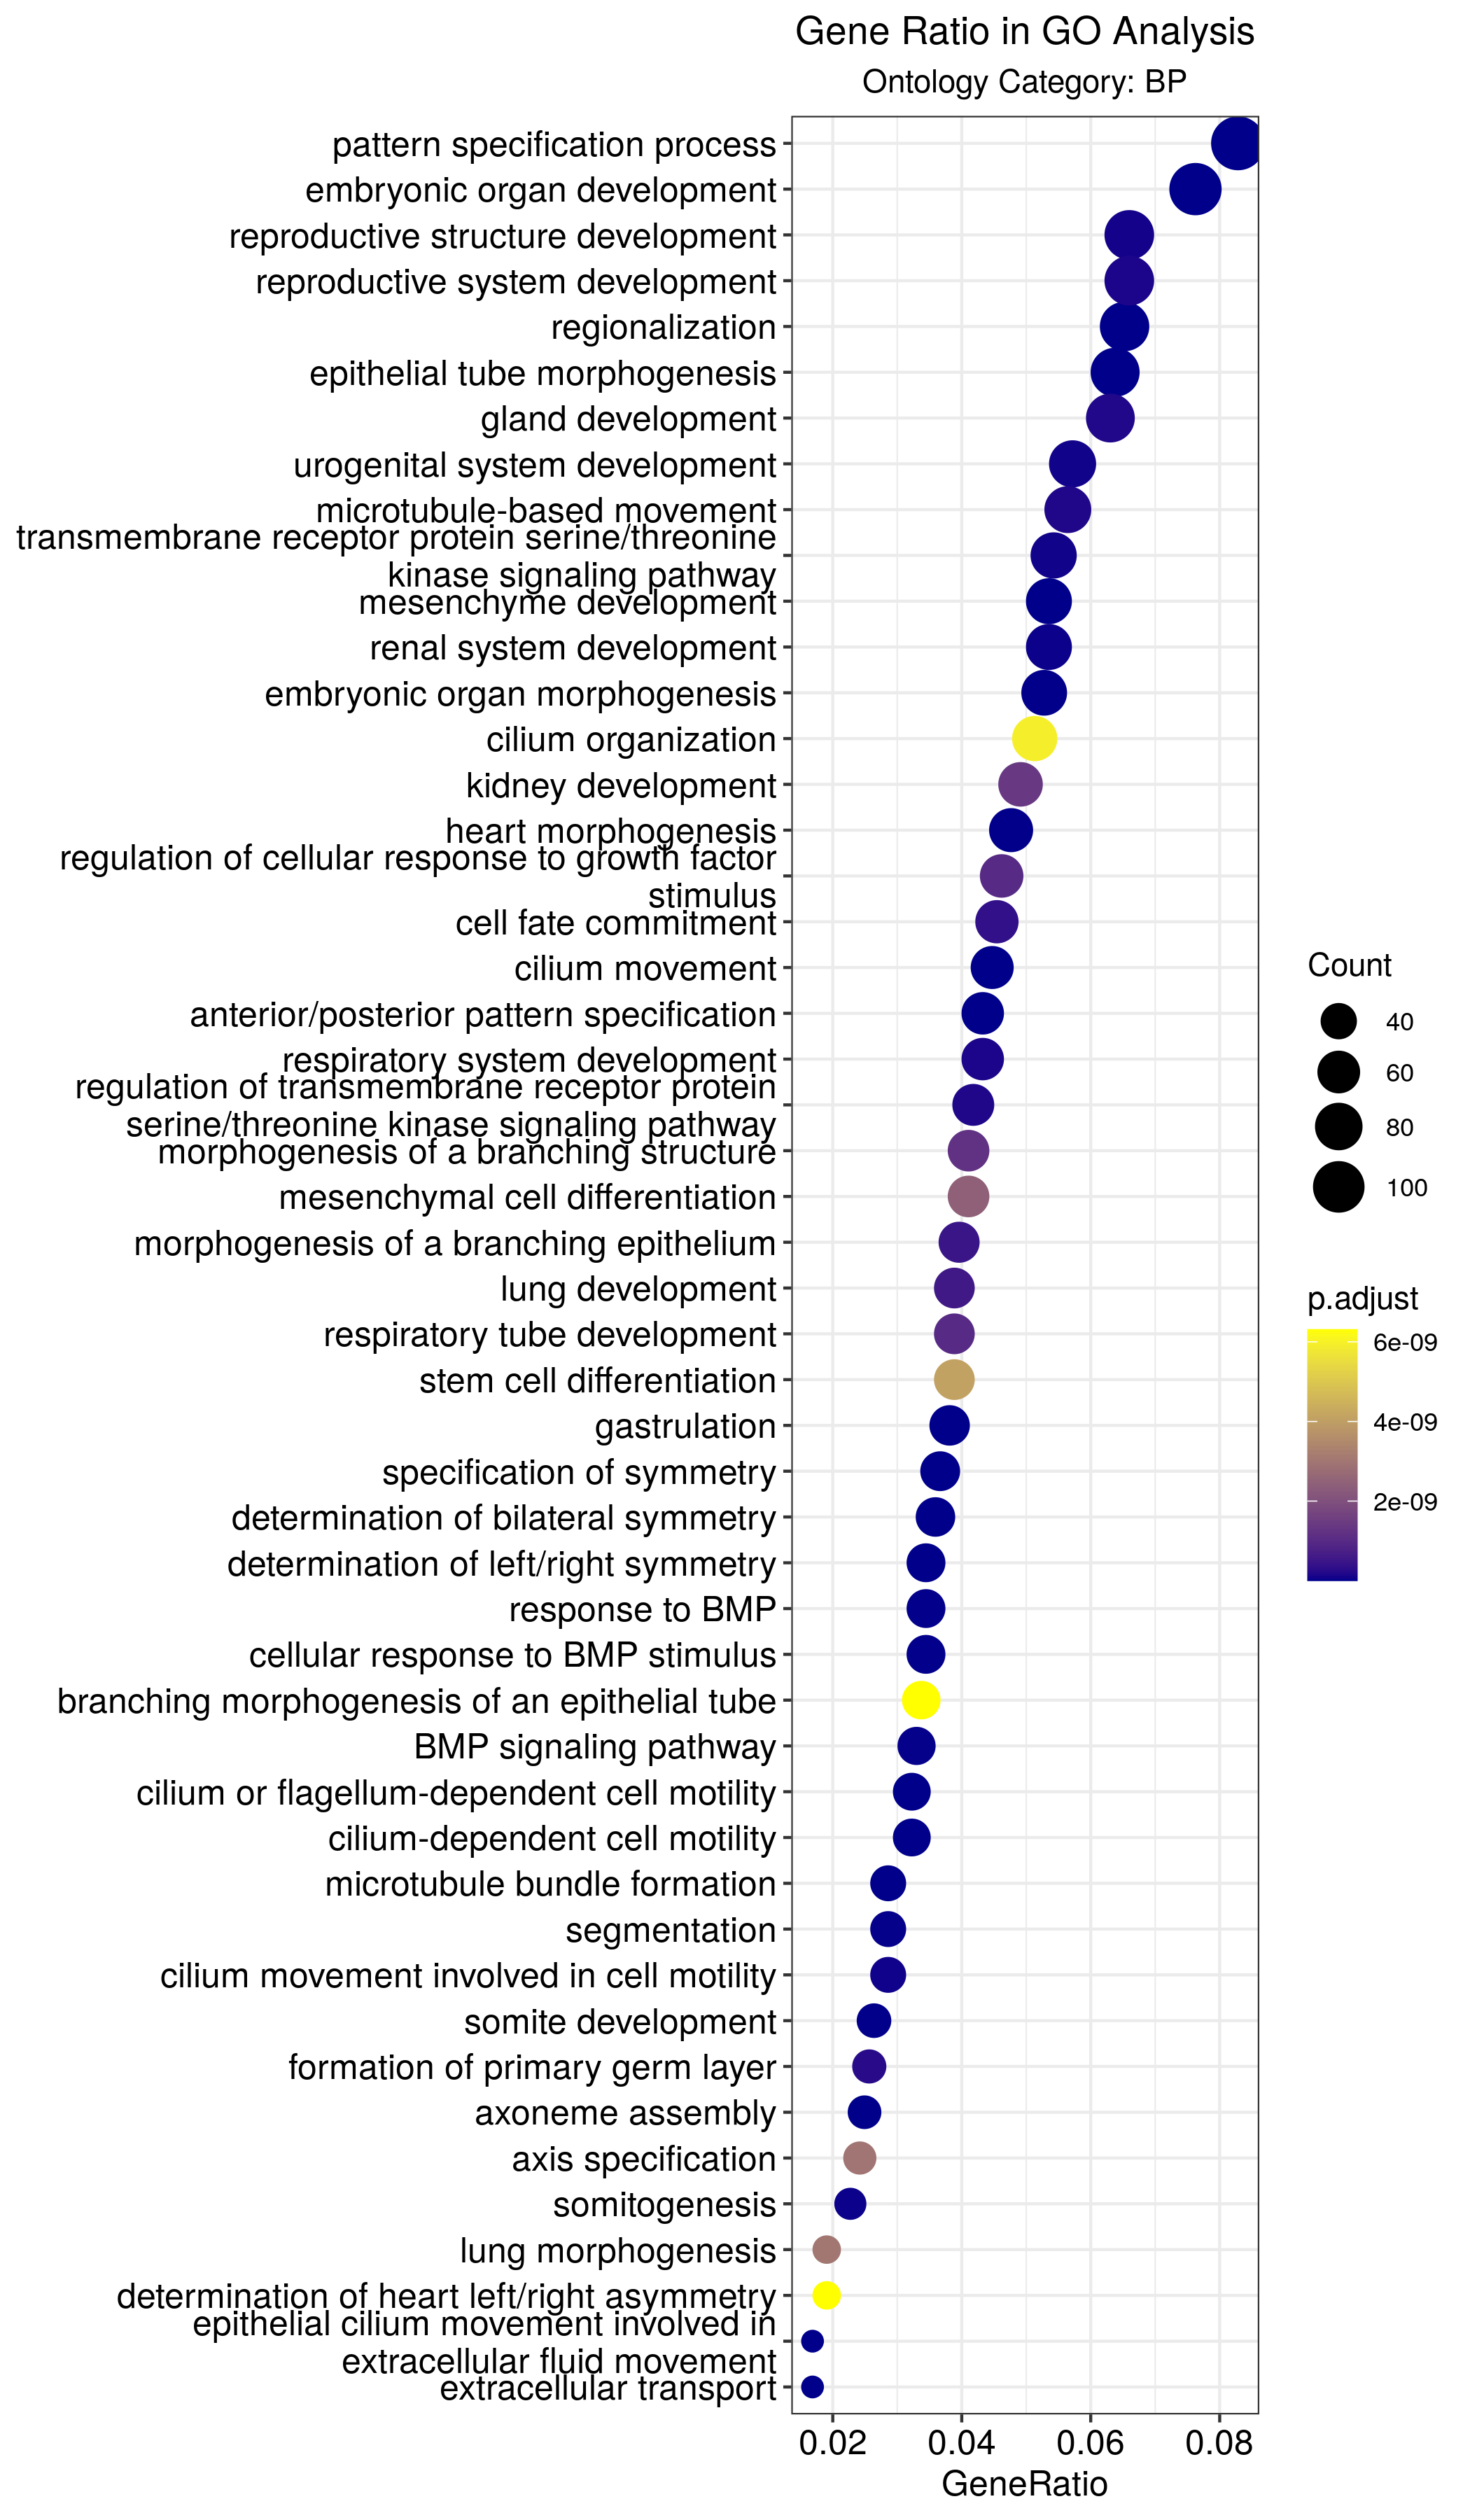 Gene Ratio in GO Analysis
Ontology Category: BP
pattern specification process
embryonic organ development
reproductive structure development
reproductive system development
regionalization
epithelial tube morphogenesis
gland development
urogenital system development
microtubule-based movement
transmembrane receptor protein serine/threonine
kinase signaling pathway
mesenchyme development
renal system development
embryonic organ morphogenesis
cilium organization
kidney development
heart morphogenesis
regulation of cellular response to growth factor
stimulus
cell fate commitment
cilium movement
anterior/posterior pattern specification
respiratory system development
regulation of transmembrane receptor protein
serine/threonine kinase signaling pathway
morphogenesis of a branching structure
mesenchymal cell differentiation
morphogenesis of a branching epithelium
lung development
respiratory tube development
stem cell differentiation
gastrulation
specification of symmetry
determination of bilateral symmetry
determination of left/right symmetry
response to BMP
cellular response to BMP stimulus
branching morphogenesis of an epithelial tube
BMP signaling pathway
cilium or flagellum-dependent cell motility
cilium-dependent cell motility
microtubule bundle formation
segmentation
cilium movement involved in cell motility
somite development
formation of primary germ layer
axoneme assembly
axis specification
somitogenesis
lung morphogenesis
determination of heart left/right asymmetry
epithelial cilium movement involved in
extracellular fluid movement
extracellular transport
0.02 0.04 0.06 0.08
GeneRatio
Count
40
60
80
100
p.adjust
6e-09
4e-09
2e-09